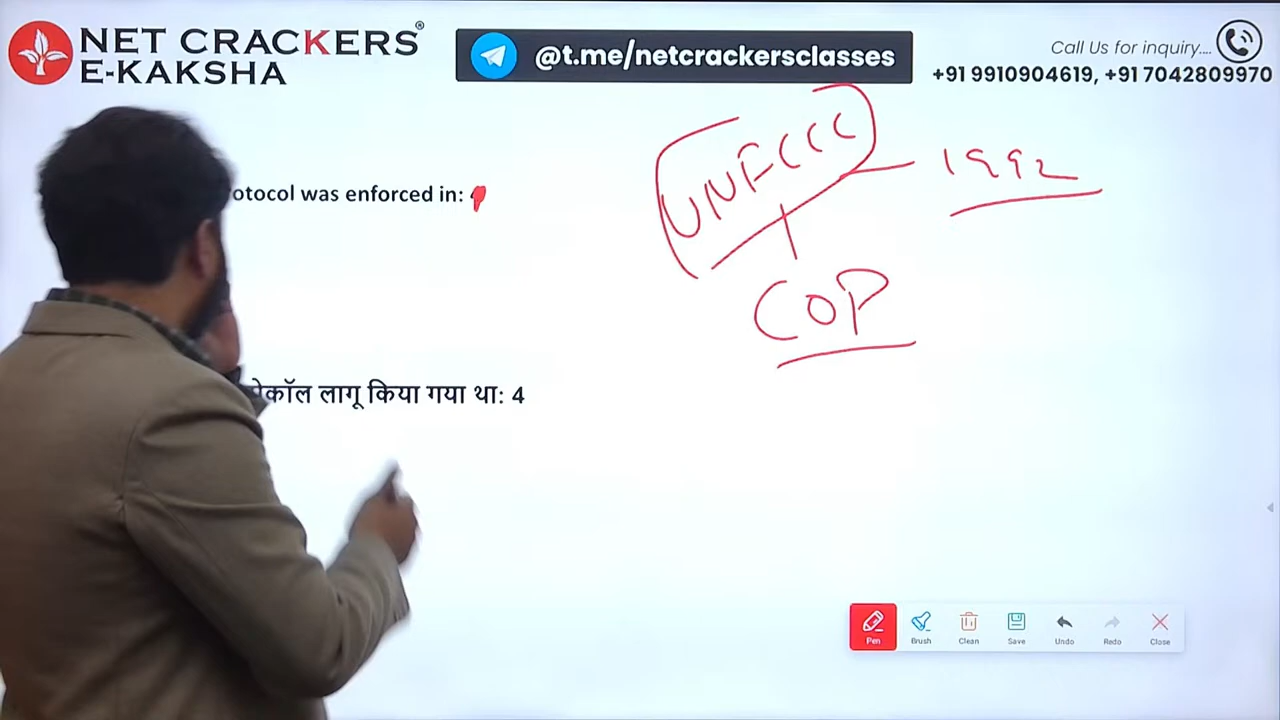 NET CRACKERS®
E-KAKSHA
@t.me/netcrackersclasses
Call Us for inquiry....
+91 9910904619, +91 7042809970
UNFCCC
1992
otocol was enforced in:
COP
लागू किया गया था: 4
Pen
Brush
Clean
Save
Undo
Redo
Close